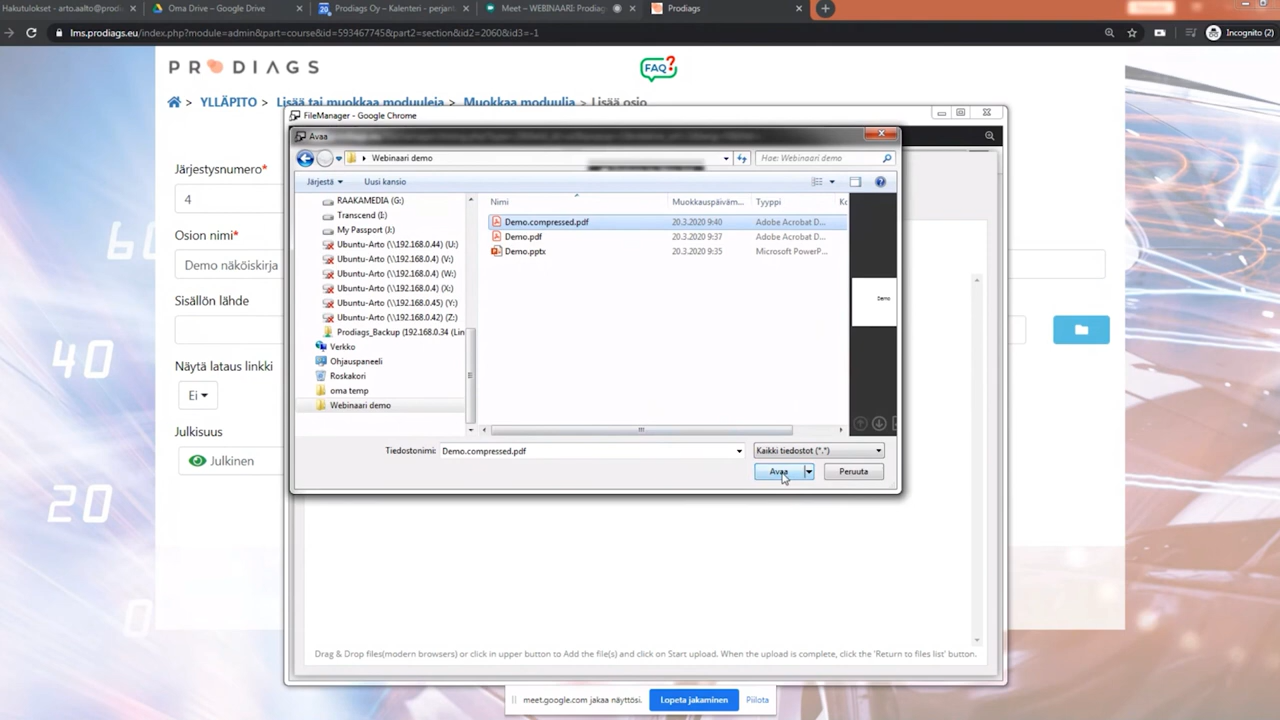 Hakutulokset - arto.aalto@prodi
Oma Drive – Google Drive
Prodiags Oy – Kalenteri - perjant
Meet – WEBINAARI: Prodiags
Prodiags
lms.prodiags.eu/index.php?module=admin&part=course&id=593467745&part2=section&id2=2060&id3=-1
Incognito (2)
PRODIAGS
FAQ?
> YLLÄPITO > Lisää tai muokkaa moduuleja > Muokkaa moduulia > Lisää osio
FileManager - Google Chrome
Avaa
Webinaari demo
Hae: Webinaari demo
Järjestä
Uusi kansio
Nimi
Muokkauspäiväm...
Tyyppi
Ko
RAAKAMEDIA (G:)
Transcend (I:)
My Passport (J:)
Ubuntu-Arto (\\192.168.0.44) (U:)
Ubuntu-Arto (\\192.168.0.4) (V:)
Ubuntu-Arto (\\192.168.0.4) (W:)
Ubuntu-Arto (\\192.168.0.4) (X:)
Ubuntu-Arto (\\192.168.0.45) (Y:)
Ubuntu-Arto (\\192.168.0.42) (Z:)
Prodiags_Backup (192.168.0.34 (Lin
Verkko
Ohjauspaneeli
Roskakori
oma temp
Webinaari demo
Demo.compressed.pdf 20.3.2020 9:40 Adobe Acrobat D...
Demo.pdf 20.3.2020 9:37 Adobe Acrobat D...
Demo.pptx 20.3.2020 9:35 Microsoft PowerP...
Demo
Tiedostonimi: Demo.compressed.pdf
Kaikki tiedostot (*.*)
Avaa
Peruuta
Järjestysnumero*
4
Osion nimi*
Demo näköiskirja
Sisällön lähde
Näytä lataus linkki
Ei
Julkisuus
Julkinen
40
20
0
Drag & Drop files(modern browsers) or click in upper button to Add the file(s) and click on Start upload. When the upload is complete, click the 'Return to files list' button.
meet.google.com jakaa näyttösi.
Lopeta jakaminen
Piilota